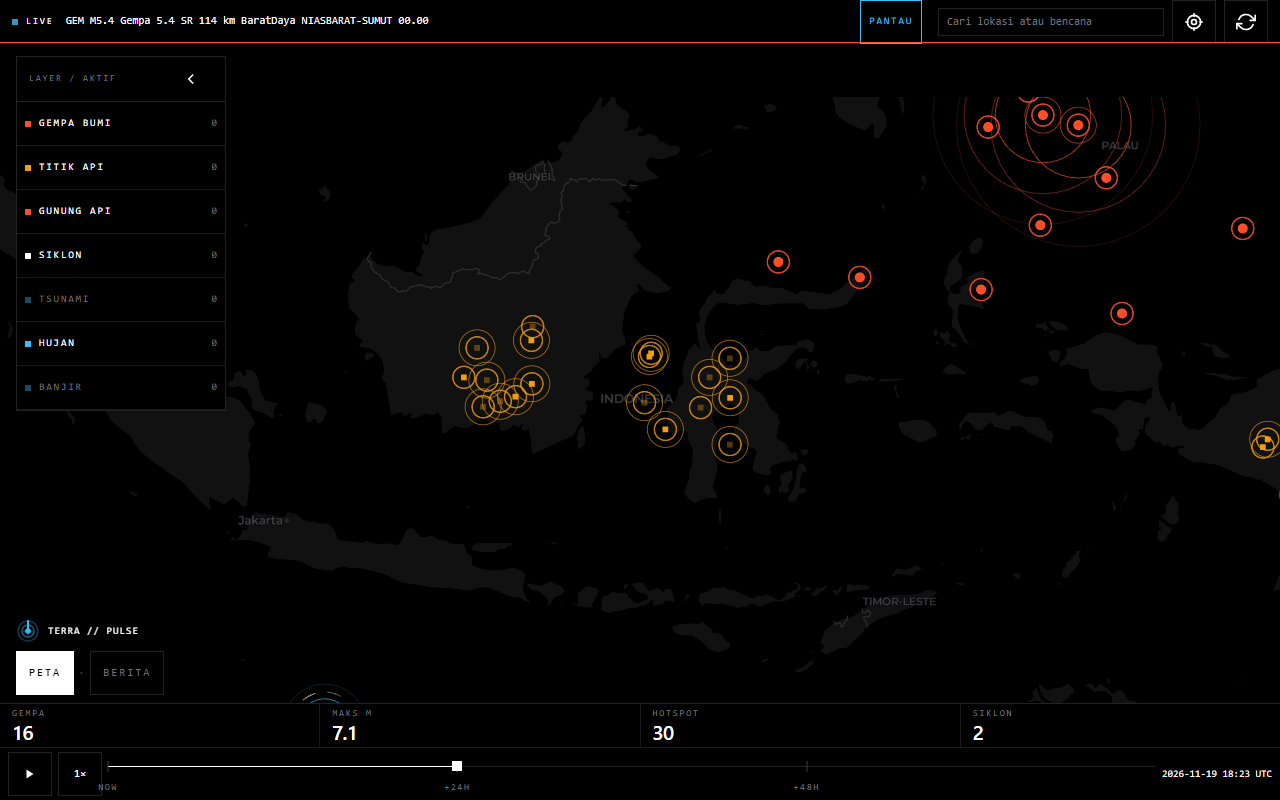 LIVE GEM M5.4 Gempa 5.4 SR 114 km BaratDaya NIASBARAT-SUMUT 00.00
PANTAU
Cari lokasi atau bencana
LAYER / AKTIF
GEMPA BUMI 0
TITIK API 0
GUNUNG API 0
SIKLON 0
TSUNAMI 0
HUJAN 0
BANJIR 0
BRUNEI
PALAU
INDONESIA
Jakarta
TIMOR-LESTE
TERRA // PULSE
PETA · BERITA
GEMPA
16
MAKS M
7.1
HOTSPOT
30
SIKLON
2
1×
NOW
+24H
+48H
2026-11-19 18:23 UTC